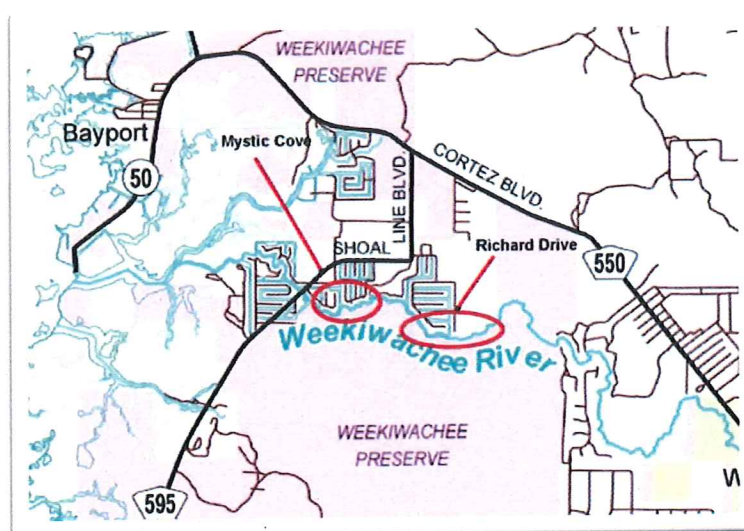 WEEKIWACHEE
PRESERVE
Bayport
Mystic Cove
50
CORTEZ BLVD.
LINE BLVD.
SHOAL
Richard Drive
550
Weekiwachee River
WEEKIWACHEE
PRESERVE
595
W